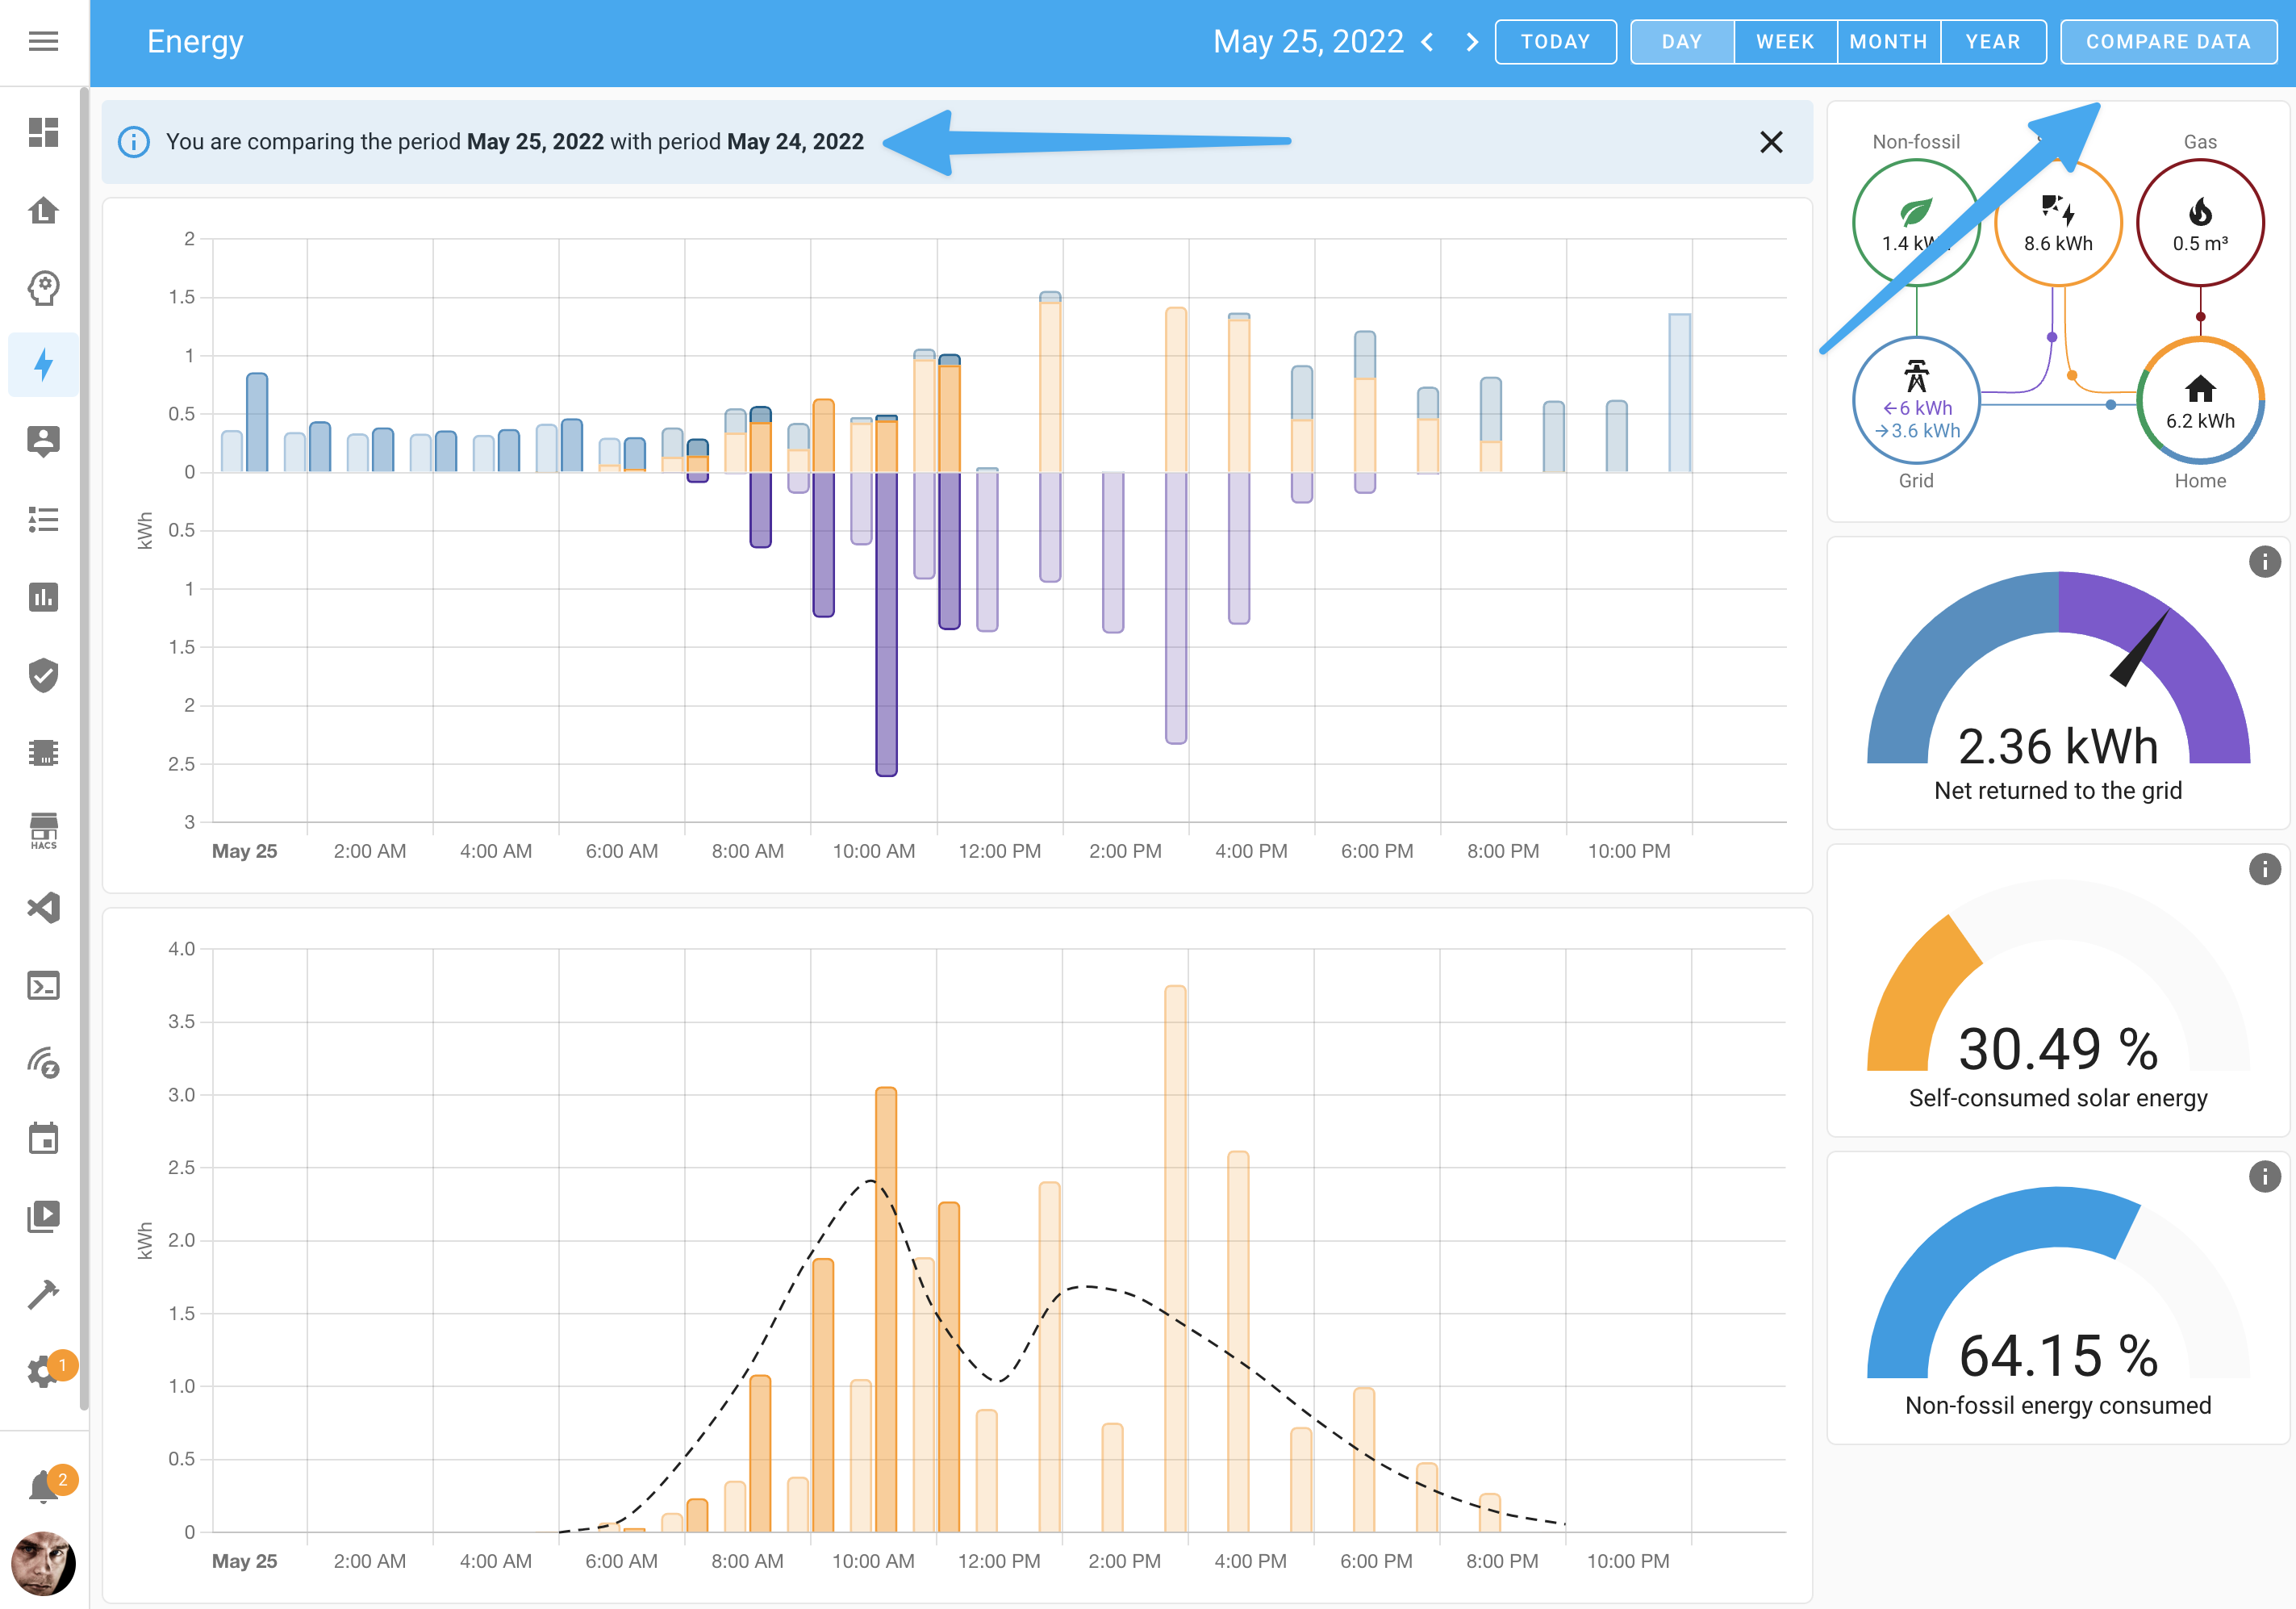 Energy
May 25, 2022
TODAY
DAY WEEK MONTH YEAR
COMPARE DATA
You are comparing the period May 25, 2022 with period May 24, 2022
2
1.5
1
0.5
0
0.5
1
1.5
2
2.5
3
kWh
May 25 2:00 AM 4:00 AM 6:00 AM 8:00 AM 10:00 AM 12:00 PM 2:00 PM 4:00 PM 6:00 PM 8:00 PM 10:00 PM
4.0
3.5
3.0
2.5
2.0
1.5
1.0
0.5
0
kWh
May 25 2:00 AM 4:00 AM 6:00 AM 8:00 AM 10:00 AM 12:00 PM 2:00 PM 4:00 PM 6:00 PM 8:00 PM 10:00 PM
Non-fossil
Gas
1.4
8.6 kWh
0.5 m³
←6 kWh
→3.6 kWh
6.2 kWh
Grid
Home
2.36 kWh
Net returned to the grid
30.49 %
Self-consumed solar energy
64.15 %
Non-fossil energy consumed
HACS
1
2